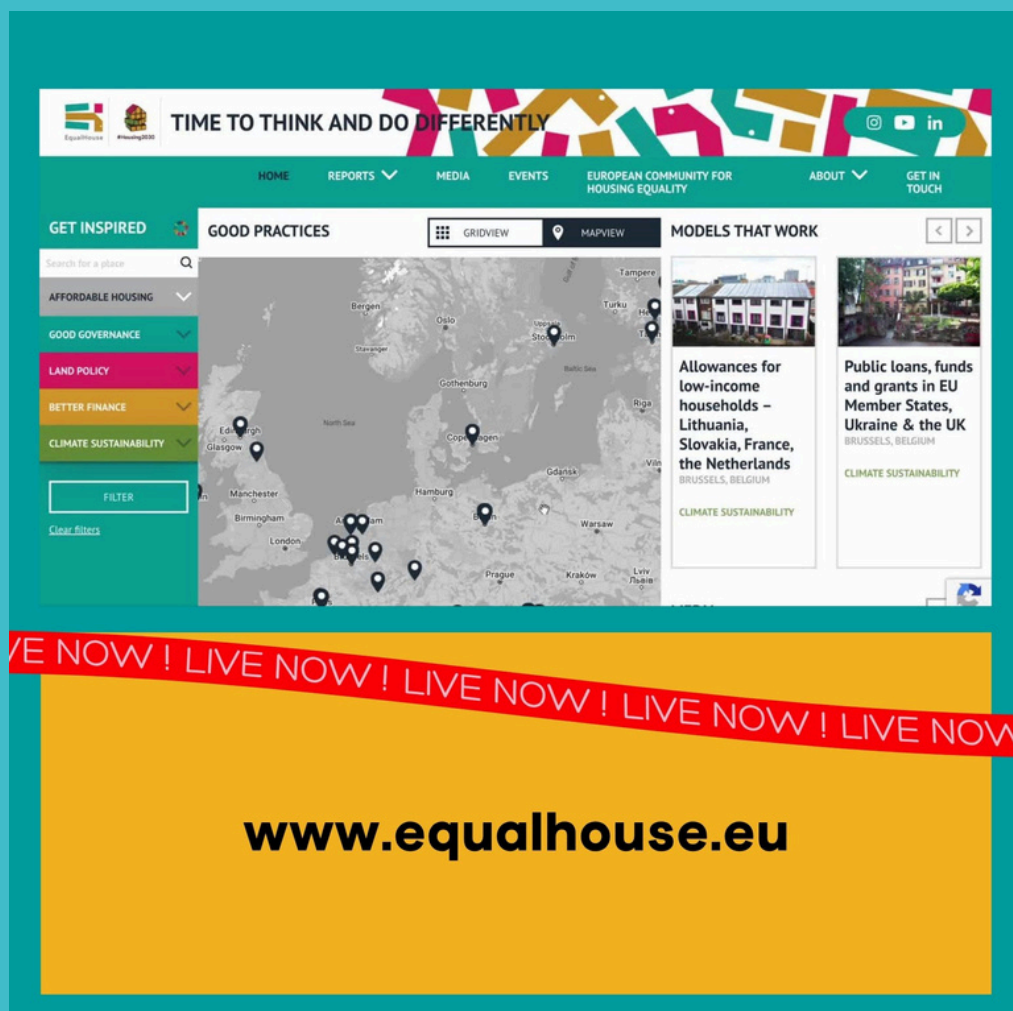 EqualHouse
#Housing2030
TIME TO THINK AND DO DIFFERENTLY
in
HOME
REPORTS
MEDIA
EVENTS
EUROPEAN COMMUNITY FOR
HOUSING EQUALITY
ABOUT
GET IN
TOUCH
GET INSPIRED
Search for a place
AFFORDABLE HOUSING
GOOD GOVERNANCE
LAND POLICY
BETTER FINANCE
CLIMATE SUSTAINABILITY
FILTER
Clear filters
GOOD PRACTICES
GRIDVIEW
MAPVIEW
Tampere
Bergen
Turku
Oslo
Stavanger
Gothenburg
Baltic Sea
Riga
North Sea
Glasgow
Gdańsk
Manchester
Hamburg
Birmingham
Warsaw
London
Prague
Kraków
Lviv
MODELS THAT WORK
< >
Allowances for
low-income
households –
Lithuania,
Slovakia, France,
the Netherlands
BRUSSELS, BELGIUM
CLIMATE SUSTAINABILITY
Public loans, funds
and grants in EU
Member States,
Ukraine & the UK
BRUSSELS, BELGIUM
CLIMATE SUSTAINABILITY
VE NOW ! LIVE NOW ! LIVE NOW ! LIVE NOW ! LIVE NOW
www.equalhouse.eu